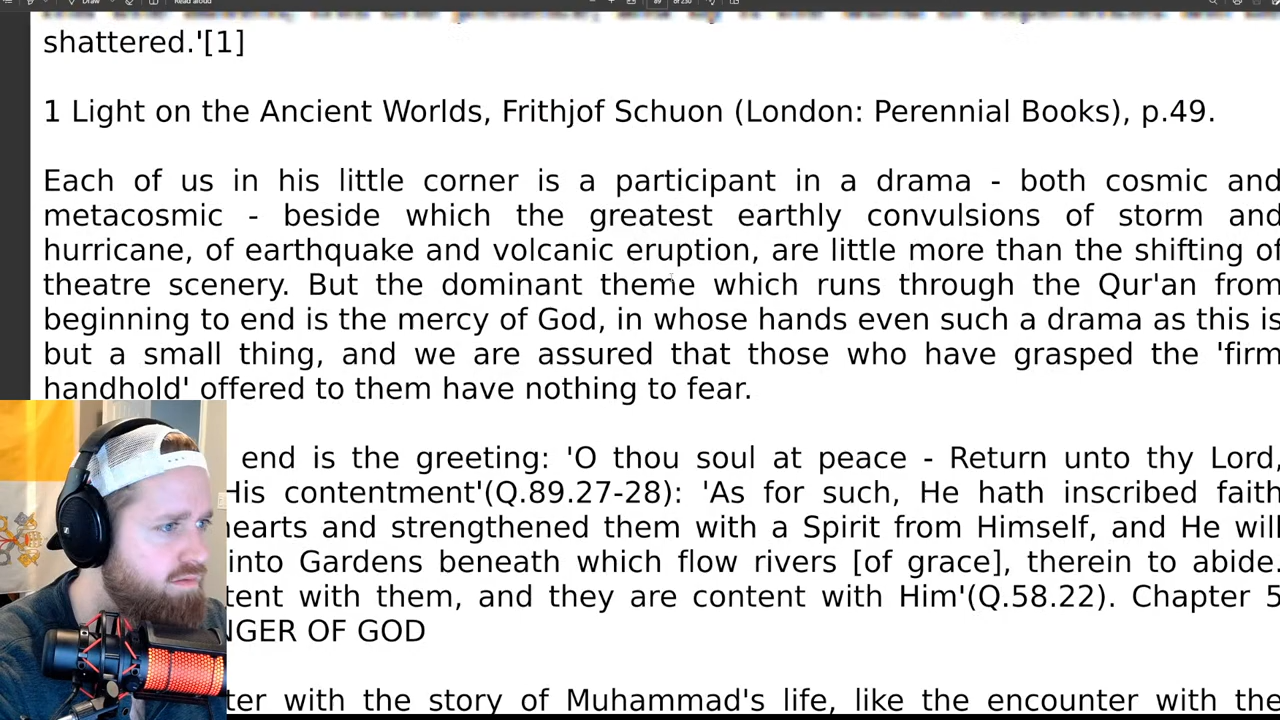 Draw
Read aloud
89 of 230
shattered.'[1]
1 Light on the Ancient Worlds, Frithjof Schuon (London: Perennial Books), p.49.
Each of us in his little corner is a participant in a drama - both cosmic and
metacosmic - beside which the greatest earthly convulsions of storm and
hurricane, of earthquake and volcanic eruption, are little more than the shifting of
theatre scenery. But the dominant theme which runs through the Qur'an from
beginning to end is the mercy of God, in whose hands even such a drama as this is
but a small thing, and we are assured that those who have grasped the 'firm
handhold' offered to them have nothing to fear.
end is the greeting: 'O thou soul at peace - Return unto thy Lord,
His contentment'(Q.89.27-28): 'As for such, He hath inscribed faith
hearts and strengthened them with a Spirit from Himself, and He will
into Gardens beneath which flow rivers [of grace], therein to abide.
tent with them, and they are content with Him'(Q.58.22). Chapter 5
NGER OF GOD
ter with the story of Muhammad's life, like the encounter with the